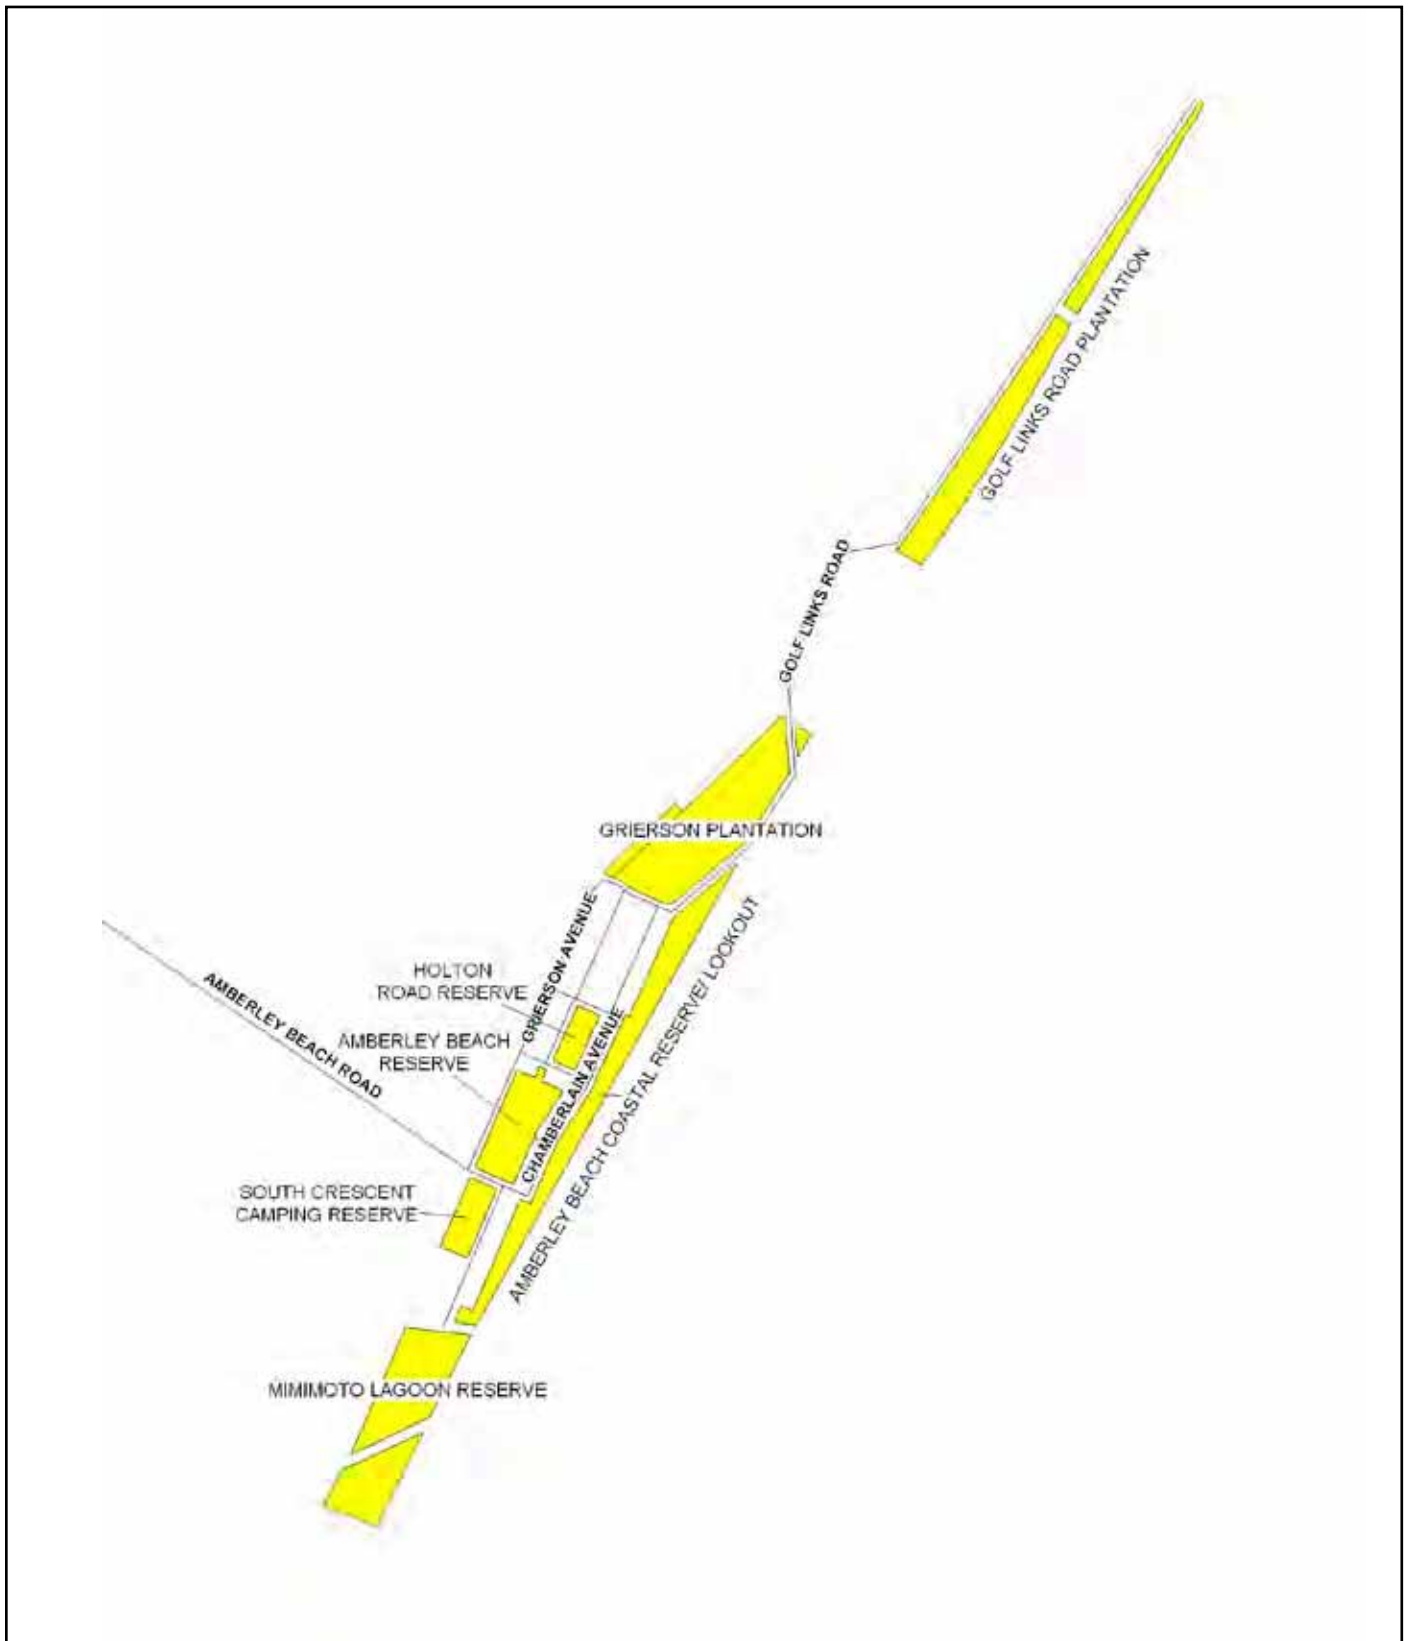 GOLF LINKS ROAD PLANTATION
GOLF LINKS ROAD
GRIERSON PLANTATION
GRIERSON AVENUE
AMBERLEY BEACH COASTAL RESERVE/ LOOKOUT
HOLTON
ROAD RESERVE
AMBERLEY BEACH ROAD
AMBERLEY BEACH
RESERVE
CHAMBERLAIN AVENUE
SOUTH CRESCENT
CAMPING RESERVE
MIMIMOTO LAGOON RESERVE